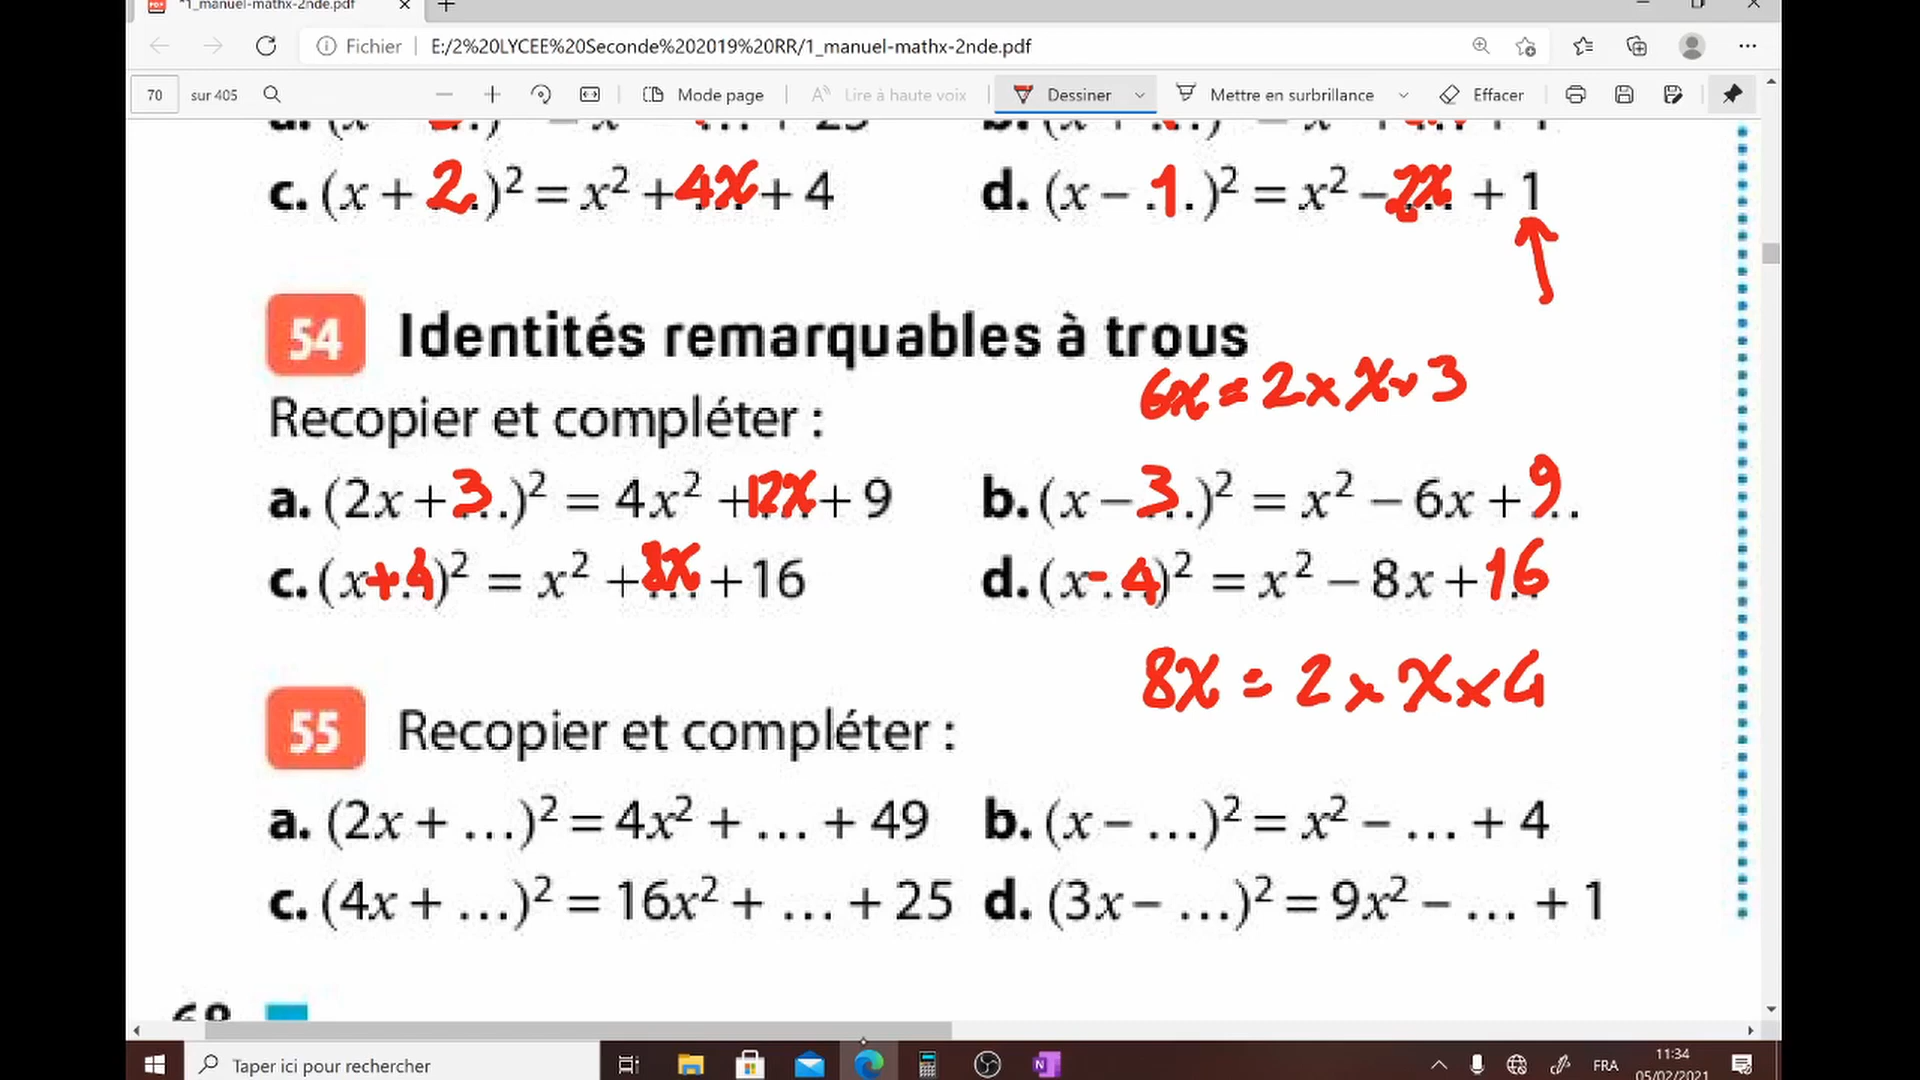 *1_manuel-mathx-2nde.pdf
Fichier E:/2%20LYCEE%20Seconde%202019%20RR/1_manuel-mathx-2nde.pdf
70 sur 405 Mode page Lire à haute voix Dessiner Mettre en surbrillance Effacer
c. (x + 2.)² = x² + 4x + 4 d. (x – .1.)² = x² – 2x + 1
54 Identités remarquables à trous
6x = 2 × x × 3
Recopier et compléter :
a. (2x + 3..)² = 4x² + 12x + 9 b. (x – 3..)² = x² – 6x + 9..
c. (x + 4)² = x² + 8x + 16 d. (x - 4)² = x² – 8x + 16
8x = 2 × x × 4
55 Recopier et compléter :
a. (2x + …)² = 4x² + … + 49 b. (x – …)² = x² – … + 4
c. (4x + …)² = 16x² + … + 25 d. (3x – …)² = 9x² – … + 1
68
Taper ici pour rechercher FRA 11:34
05/02/2021